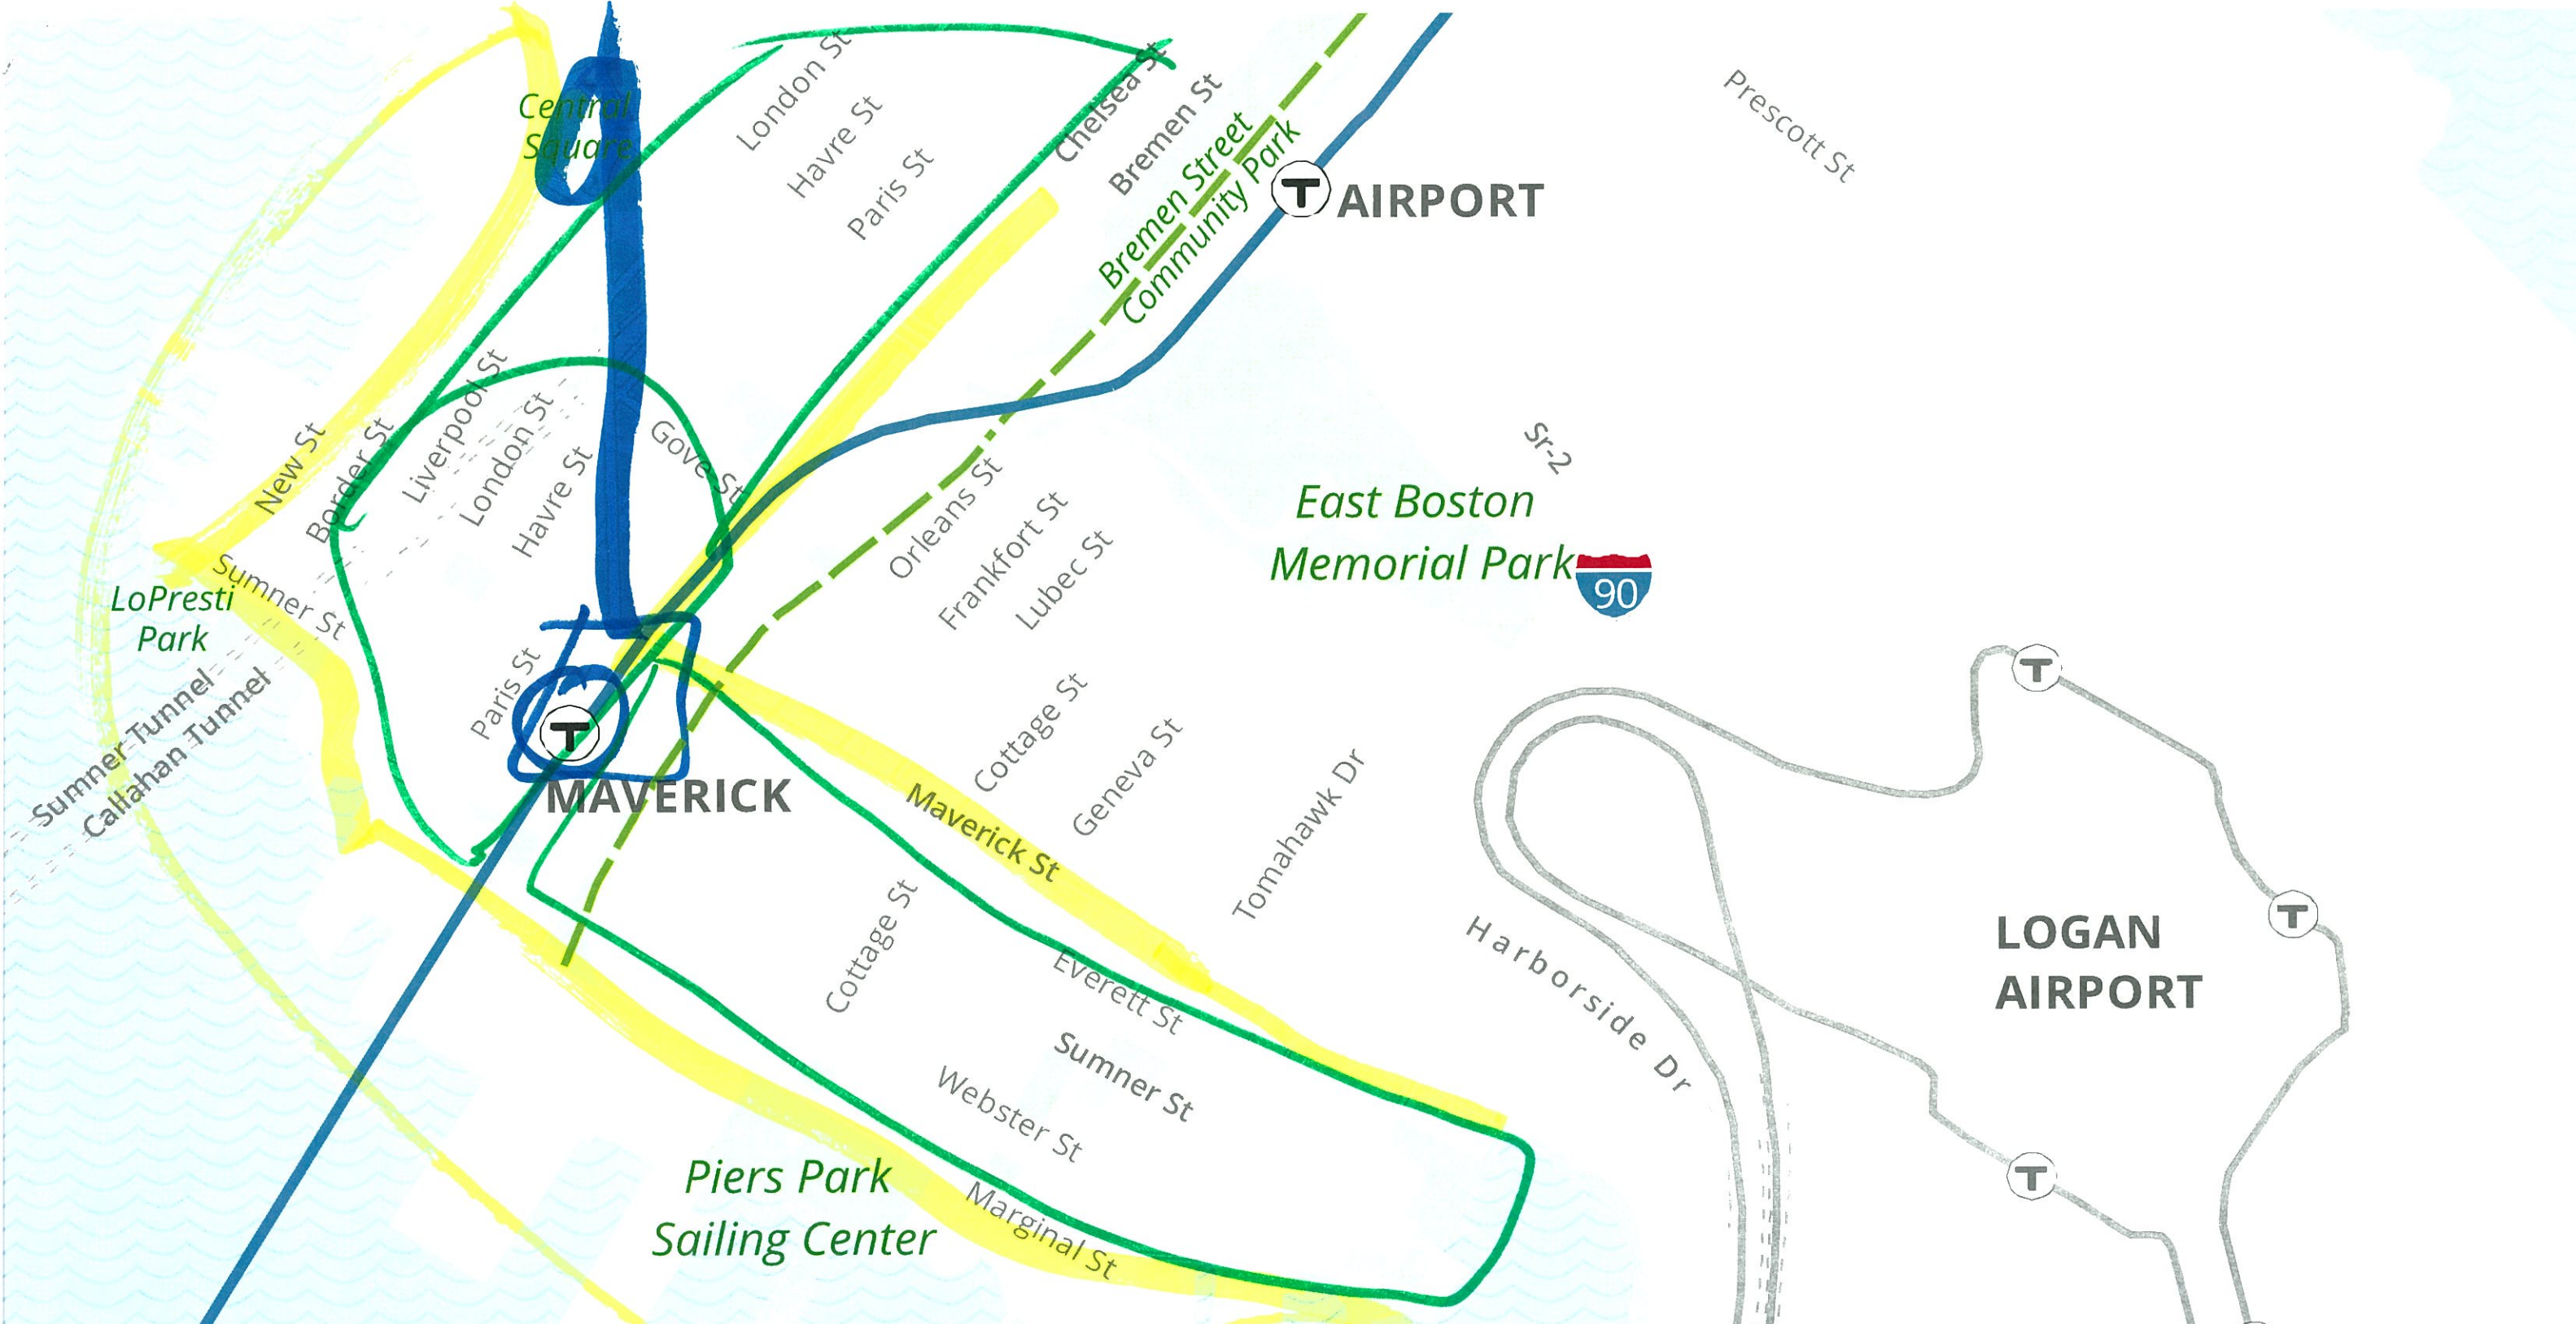 London St
Havre St
Paris St
Chelsea St
Bremen St
Bremen Street
Community Park
T
AIRPORT
Prescott St
Central
Square
New St
Border St
Liverpool St
London St
Havre St
Gove St
Orleans St
Frankfort St
Lubec St
East Boston
Memorial Park
90
Sr-2
Sumner St
LoPresti
Park
Sumner Tunnel
Callahan Tunnel
Paris St
T
MAVERICK
Maverick St
Cottage St
Geneva St
Tomahawk Dr
Cottage St
Everett St
Sumner St
Webster St
Marginal St
Piers Park
Sailing Center
Harborside Dr
T
T
LOGAN
AIRPORT
T